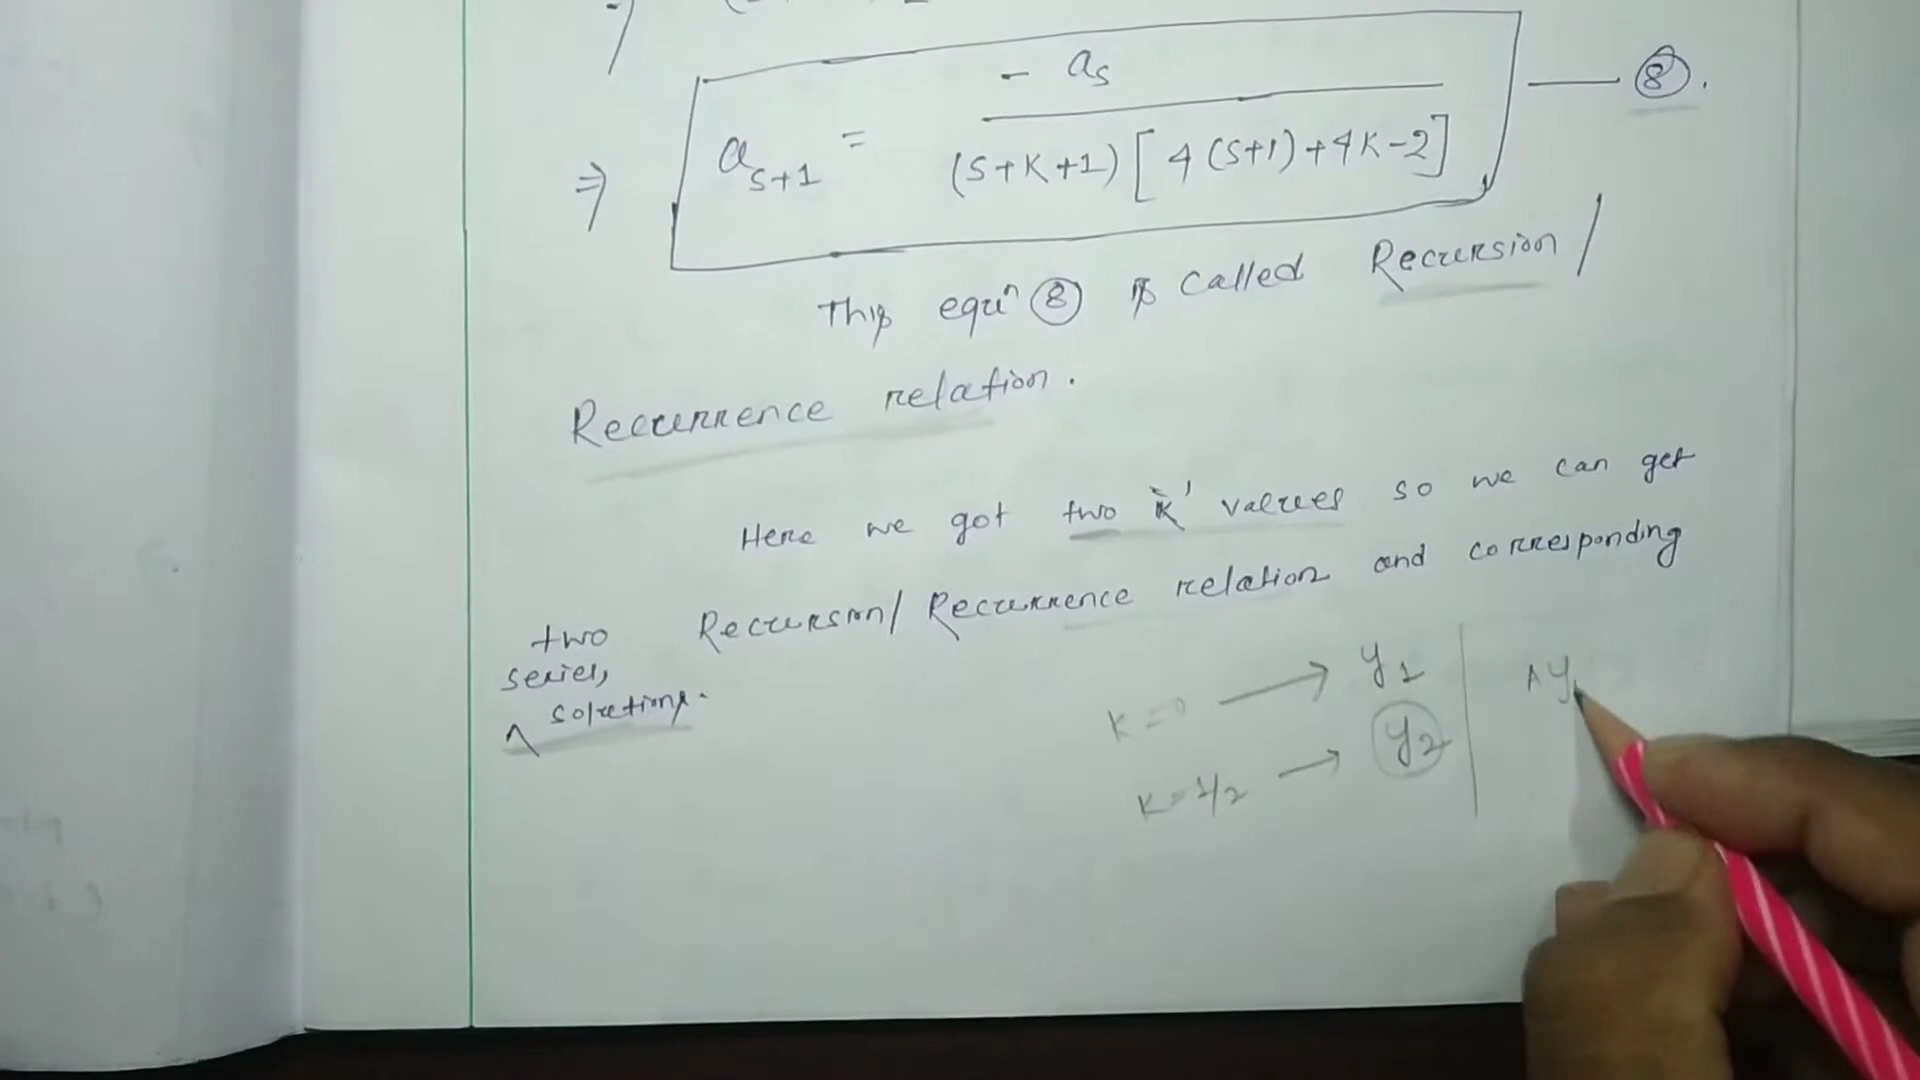 ⇒ a_{s+1} = - a_s / (s+k+1) [4(s+1)+4k-2] — ⑧.
This equⁿ ⑧ is called Recursion/
Recurrence relation.
Here we got two 'k' values so we can get
two Recursion/Recurrence relation and corresponding
series,
^ solutions.
k=0 → y₁
k=1/2 → y₂
Ay